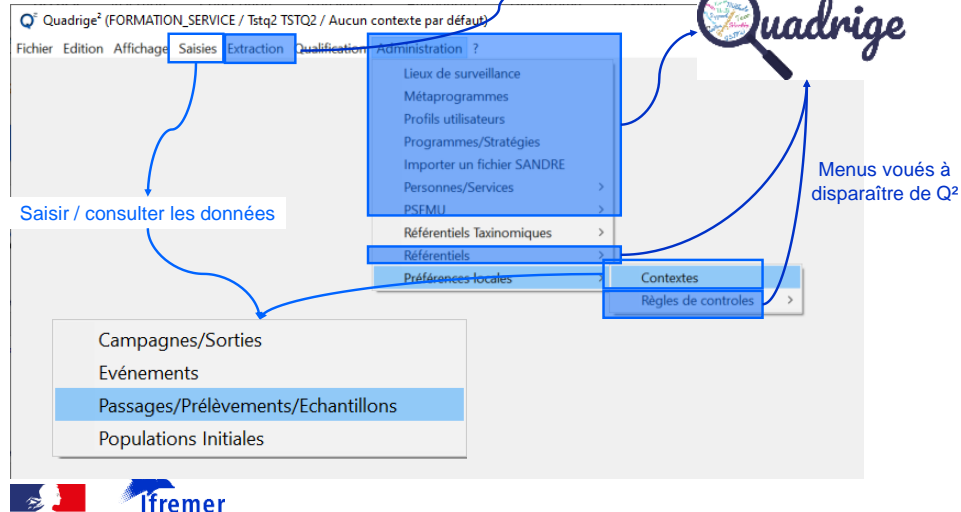 Quadrige
Q² Quadrige² (FORMATION_SERVICE / Tstq2 TSTQ2 / Aucun contexte par défaut)
Fichier Edition Affichage Saisies Extraction Qualification Administration ?
Lieux de surveillance
Métaprogrammes
Profils utilisateurs
Programmes/Stratégies
Importer un fichier SANDRE
Personnes/Services >
PSFMU >
Référentiels Taxinomiques >
Référentiels >
Préférences locales >
Contextes
Règles de controles >
Menus voués à
disparaître de Q²
Saisir / consulter les données
Campagnes/Sorties
Evénements
Passages/Prélèvements/Echantillons
Populations Initiales
Ifremer